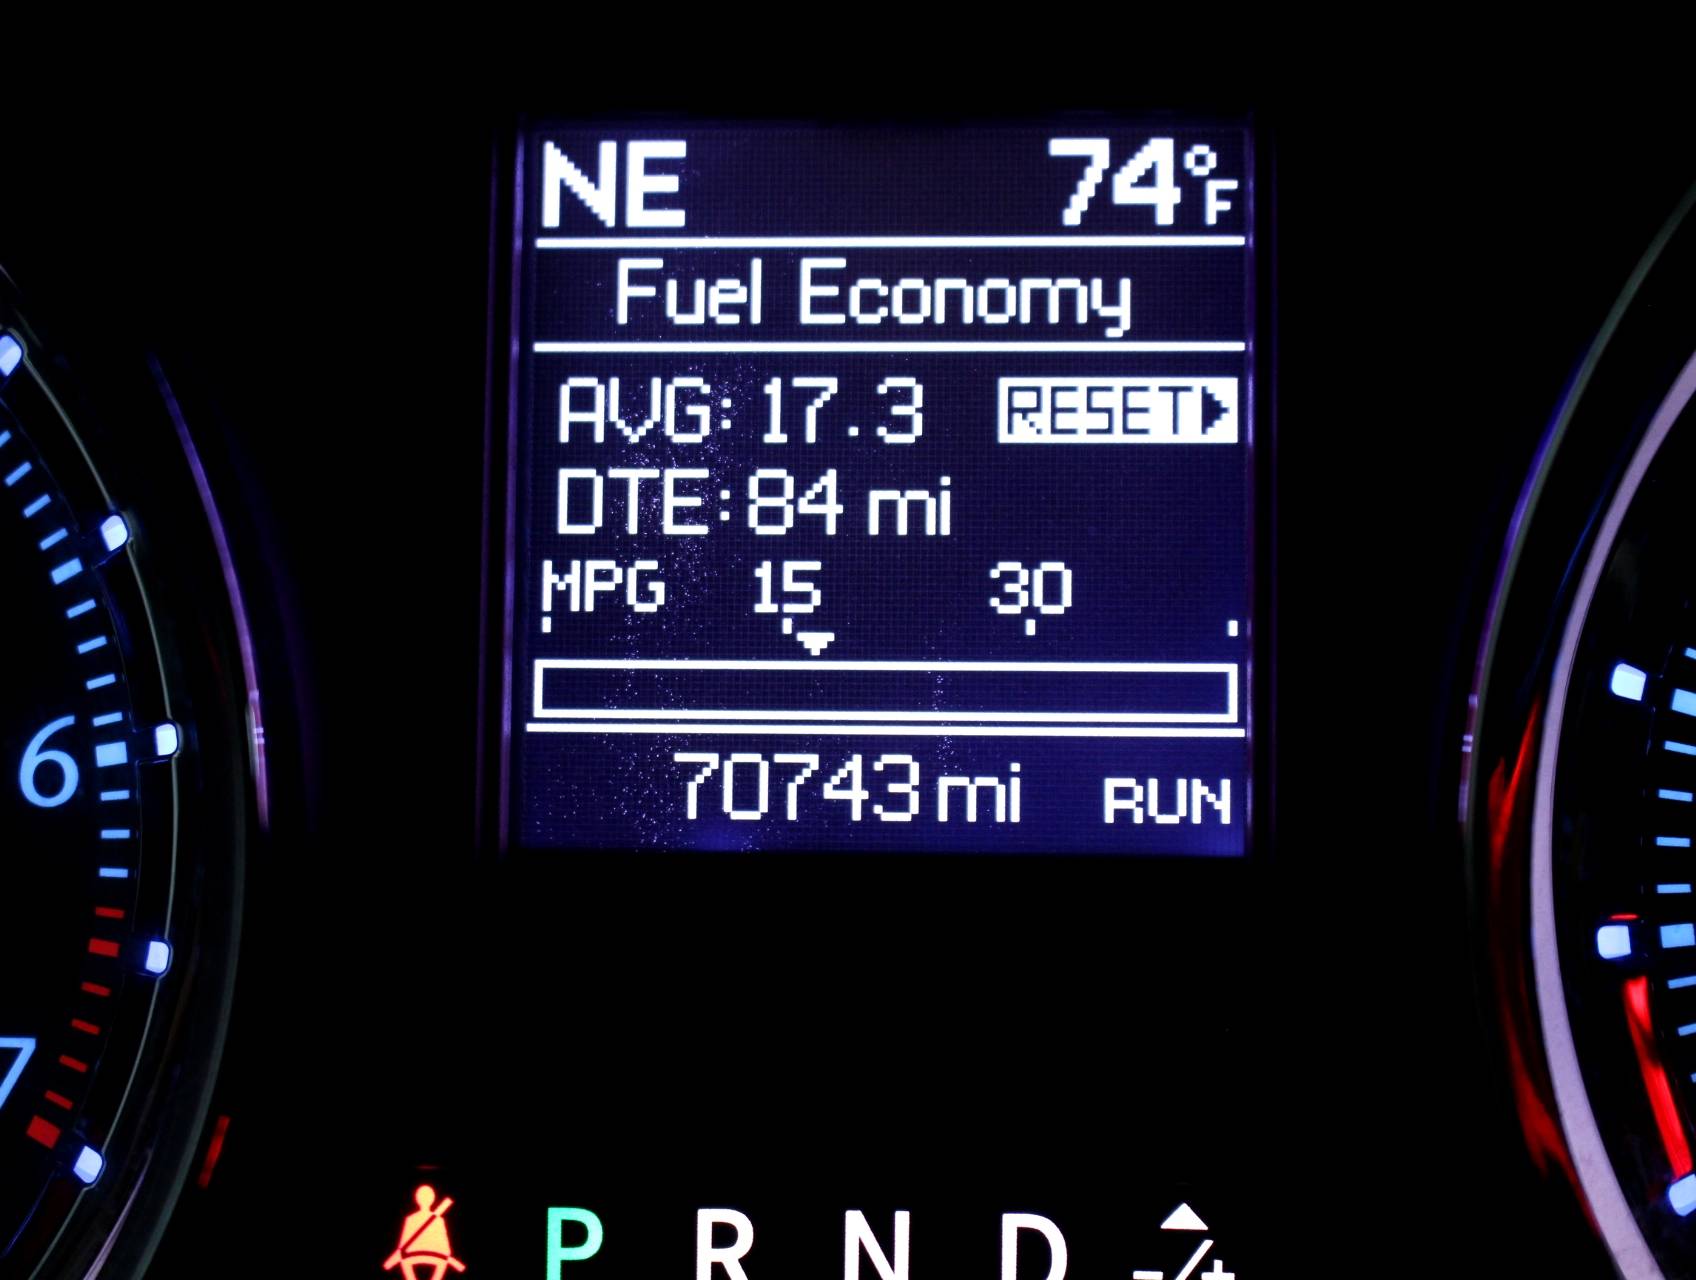 NE 74°F
Fuel Economy
AVG: 17.3 RESET
DTE: 84 mi
MPG 15 30
70743 mi RUN
6
7
P R N D -/+